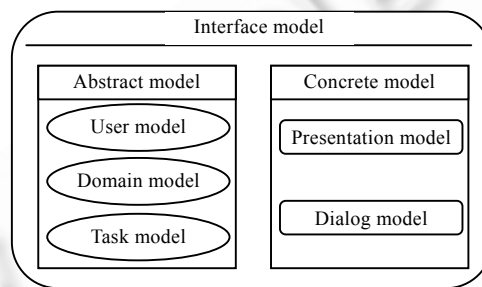 Interface model
Abstract model
User model
Domain model
Task model
Concrete model
Presentation model
Dialog model